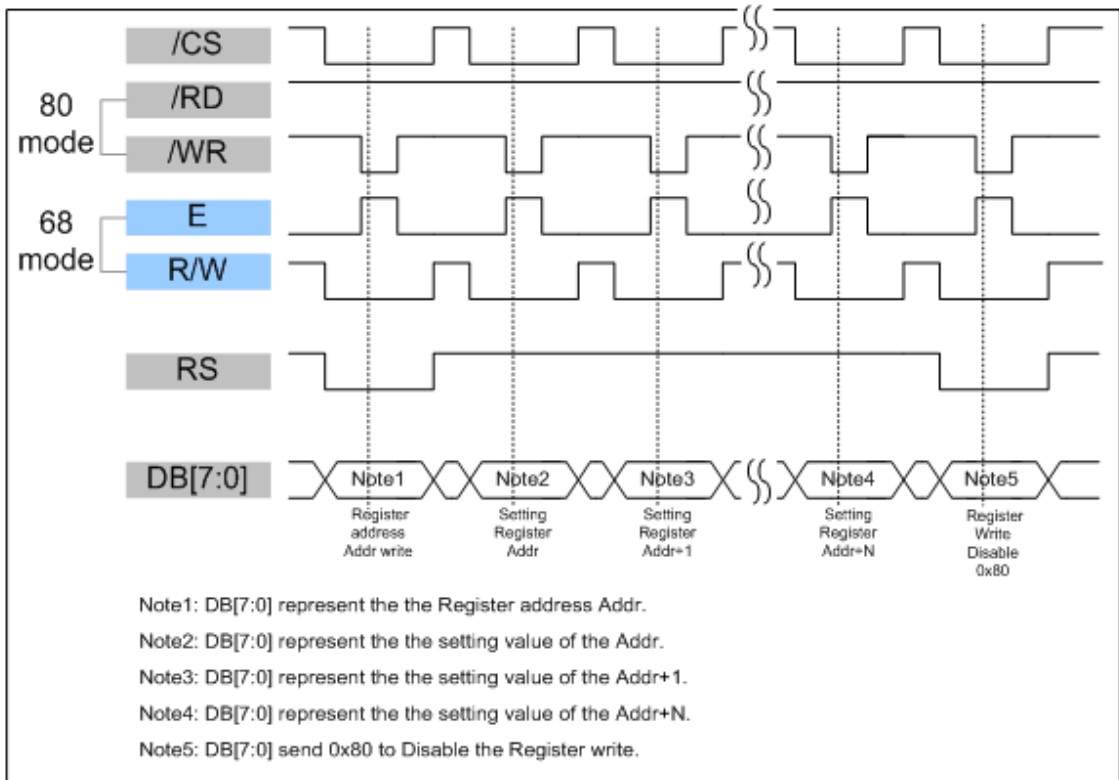 /CS
80
mode
/RD
/WR
68
mode
E
R/W
RS
DB[7:0]
Note1 Note2 Note3 Note4 Note5
Register
address
Addr write
Setting
Register
Addr
Setting
Register
Addr+1
Setting
Register
Addr+N
Register
Write
Disable
0x80
Note1: DB[7:0] represent the the Register address Addr.
Note2: DB[7:0] represent the the setting value of the Addr.
Note3: DB[7:0] represent the the setting value of the Addr+1.
Note4: DB[7:0] represent the the setting value of the Addr+N.
Note5: DB[7:0] send 0x80 to Disable the Register write.